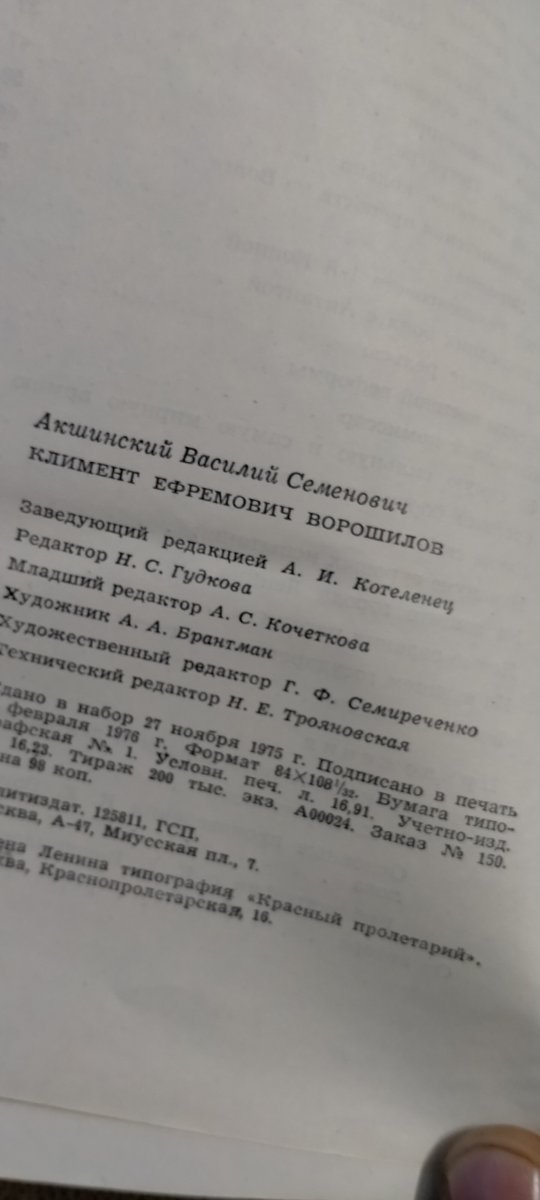 Акшинский Василий Семенович
КЛИМЕНТ ЕФРЕМОВИЧ ВОРОШИЛОВ
Заведующий редакцией А. И. Котеленец
Редактор Н. С. Гудкова
Младший редактор А. С. Кочеткова
Художник А. А. Брантман
Художественный редактор Г. Ф. Семиреченко
Технический редактор Н. Е. Трояновская
дано в набор 27 ноября 1975 г. Подписано в печать
февраля 1976 г. Формат 84×108¹/₃₂. Бумага типо-
рафская № 1. Условн. печ. л. 16,91. Учетно-изд.
16,23. Тираж 200 тыс. экз. А00024. Заказ № 150.
на 98 коп.
литиздат. 125811, ГСП,
сква, А-47, Миусская пл., 7.
ена Ленина типография «Красный пролетарий».
ква, Краснопролетарская, 16.